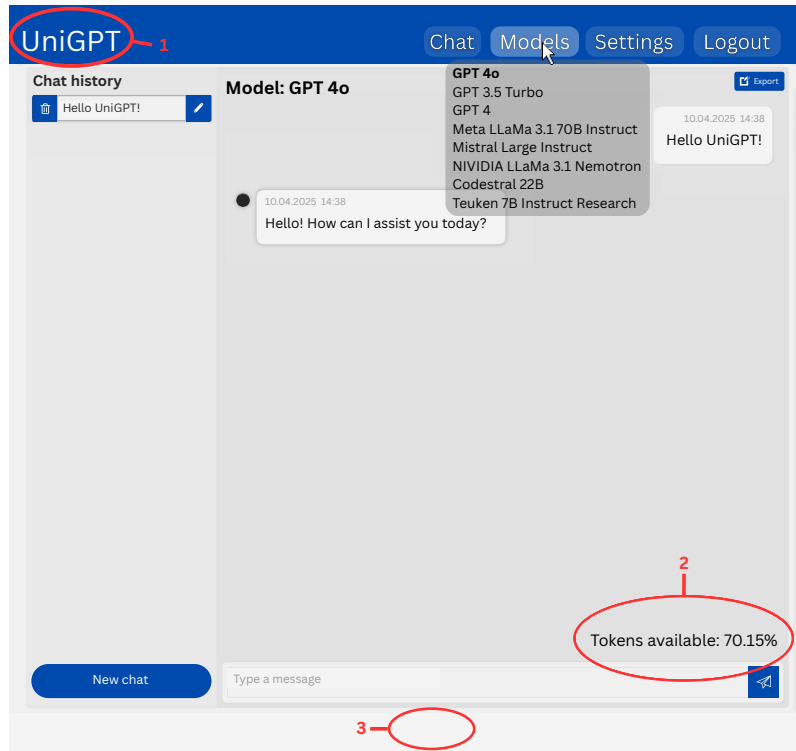 UniGPT
1
Chat Models Settings Logout
Chat history
Hello UniGPT!
Model: GPT 4o
GPT 4o
GPT 3.5 Turbo
GPT 4
Meta LLaMa 3.1 70B Instruct
Mistral Large Instruct
NIVIDIA LLaMa 3.1 Nemotron
Codestral 22B
Teuken 7B Instruct Research
Export
10.04.2025 14:38
Hello UniGPT!
10.04.2025 14:38
Hello! How can I assist you today?
2
Tokens available: 70.15%
New chat
Type a message
3